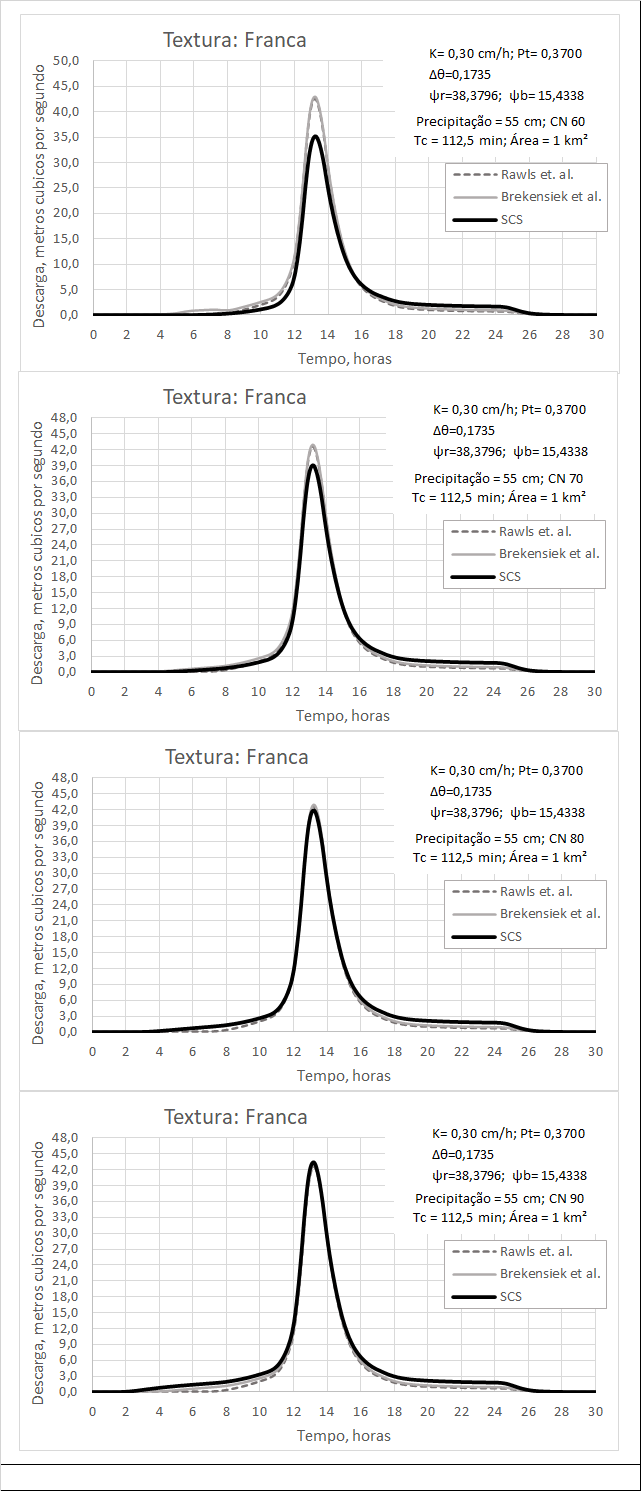 Textura: Franca
K= 0,30 cm/h; Pt= 0,3700
Δθ=0,1735
ψr=38,3796;  ψb= 15,4338
Precipitação = 55 cm; CN 60
Tc = 112,5 min; Área = 1 km²
Rawls et. al.
Brekensiek et al.
SCS
Descarga, metros cubicos por segundo
50,0
45,0
40,0
35,0
30,0
25,0
20,0
15,0
10,0
5,0
0,0
0 2 4 6 8 10 12 14 16 18 20 22 24 26 28 30
Tempo, horas
Textura: Franca
K= 0,30 cm/h; Pt= 0,3700
Δθ=0,1735
ψr=38,3796;  ψb= 15,4338
Precipitação = 55 cm; CN 70
Tc = 112,5 min; Área = 1 km²
Rawls et. al.
Brekensiek et al.
SCS
Descarga, metros cubicos por segundo
48,0
45,0
42,0
39,0
36,0
33,0
30,0
27,0
24,0
21,0
18,0
15,0
12,0
9,0
6,0
3,0
0,0
0 2 4 6 8 10 12 14 16 18 20 22 24 26 28 30
Tempo, horas
Textura: Franca
K= 0,30 cm/h; Pt= 0,3700
Δθ=0,1735
ψr=38,3796;  ψb= 15,4338
Precipitação = 55 cm; CN 80
Tc = 112,5 min; Área = 1 km²
Rawls et. al.
Brekensiek et al.
SCS
Descarga, metros cubicos por segundo
48,0
45,0
42,0
39,0
36,0
33,0
30,0
27,0
24,0
21,0
18,0
15,0
12,0
9,0
6,0
3,0
0,0
0 2 4 6 8 10 12 14 16 18 20 22 24 26 28 30
Tempo, horas
Textura: Franca
K= 0,30 cm/h; Pt= 0,3700
Δθ=0,1735
ψr=38,3796;  ψb= 15,4338
Precipitação = 55 cm; CN 90
Tc = 112,5 min; Área = 1 km²
Rawls et. al.
Brekensiek et al.
SCS
Descarga, metros cubicos por segundo
48,0
45,0
42,0
39,0
36,0
33,0
30,0
27,0
24,0
21,0
18,0
15,0
12,0
9,0
6,0
3,0
0,0
0 2 4 6 8 10 12 14 16 18 20 22 24 26 28 30
Tempo, horas